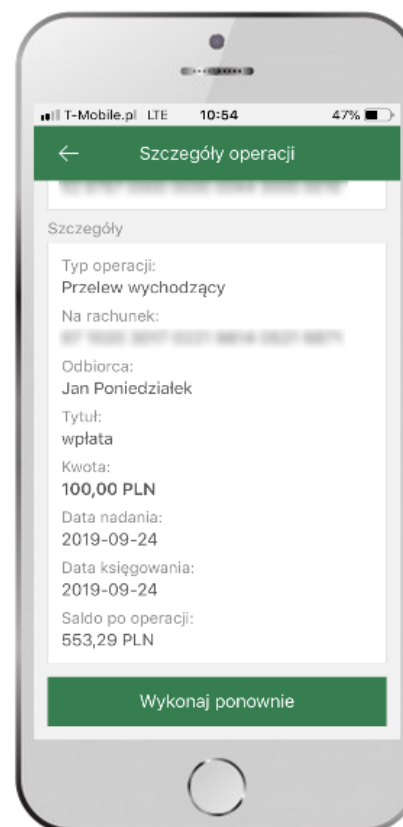 T-Mobile.pl LTE 10:54 47%
Szczegóły operacji
Szczegóły
Typ operacji:
Przelew wychodzący
Na rachunek:
Odbiorca:
Jan Poniedziałek
Tytuł:
wpłata
Kwota:
100,00 PLN
Data nadania:
2019-09-24
Data księgowania:
2019-09-24
Saldo po operacji:
553,29 PLN
Wykonaj ponownie